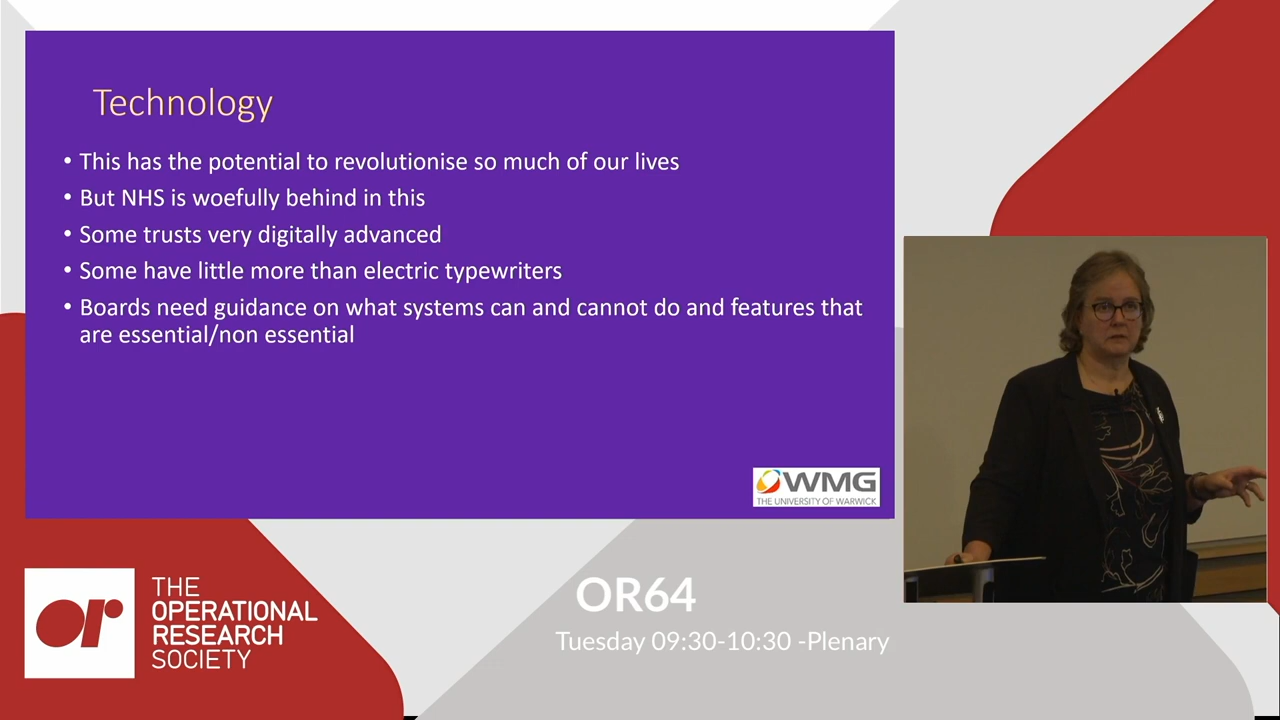 Technology
• This has the potential to revolutionise so much of our lives
• But NHS is woefully behind in this
• Some trusts very digitally advanced
• Some have little more than electric typewriters
• Boards need guidance on what systems can and cannot do and features that
are essential/non essential
WMG
THE UNIVERSITY OF WARWICK
or
THE
OPERATIONAL
RESEARCH
SOCIETY
OR64
Tuesday 09:30-10:30 -Plenary